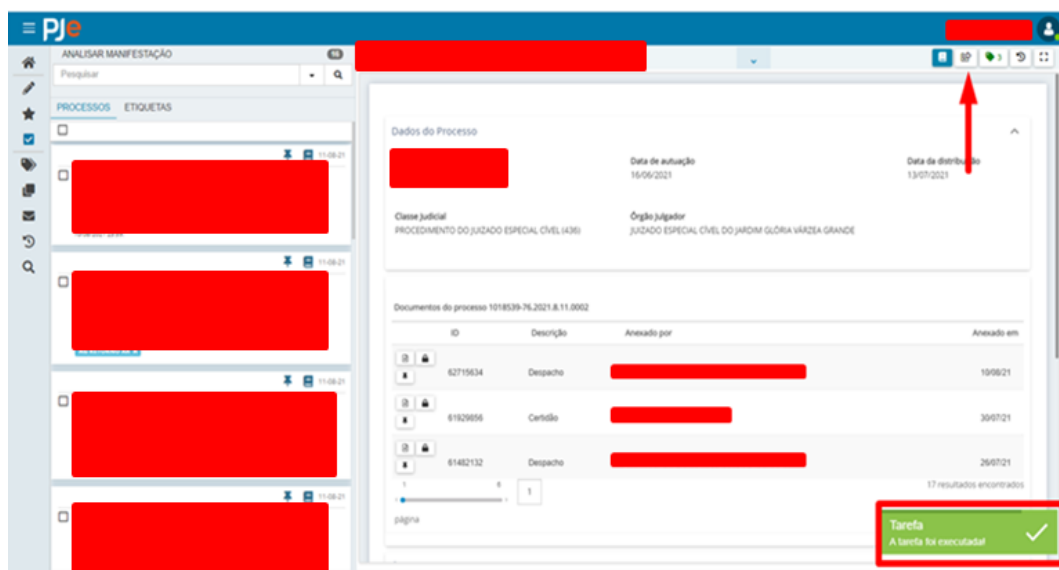 PJe
ANALISAR MANIFESTAÇÃO
Pesquisar
PROCESSOS ETIQUETAS
11-08-21
11-08-21
11-08-21
11-08-21
3
Dados do Processo
Data de autuação
16/06/2021
Data da distribuição
13/07/2021
Classe Judicial
PROCEDIMENTO DO JUIZADO ESPECIAL CÍVEL (436)
Órgão Julgador
JUIZADO ESPECIAL CÍVEL DO JARDIM GLÓRIA VÁRZEA GRANDE
Documentos do processo 1018539-76.2021.8.11.0002
ID Descrição Anexado por Anexado em
62715634 Despacho 10/08/21
61929856 Certidão 30/07/21
61482132 Despacho 26/07/21
1 6 1
17 resultados encontrados
página
Tarefa
A tarefa foi executada!